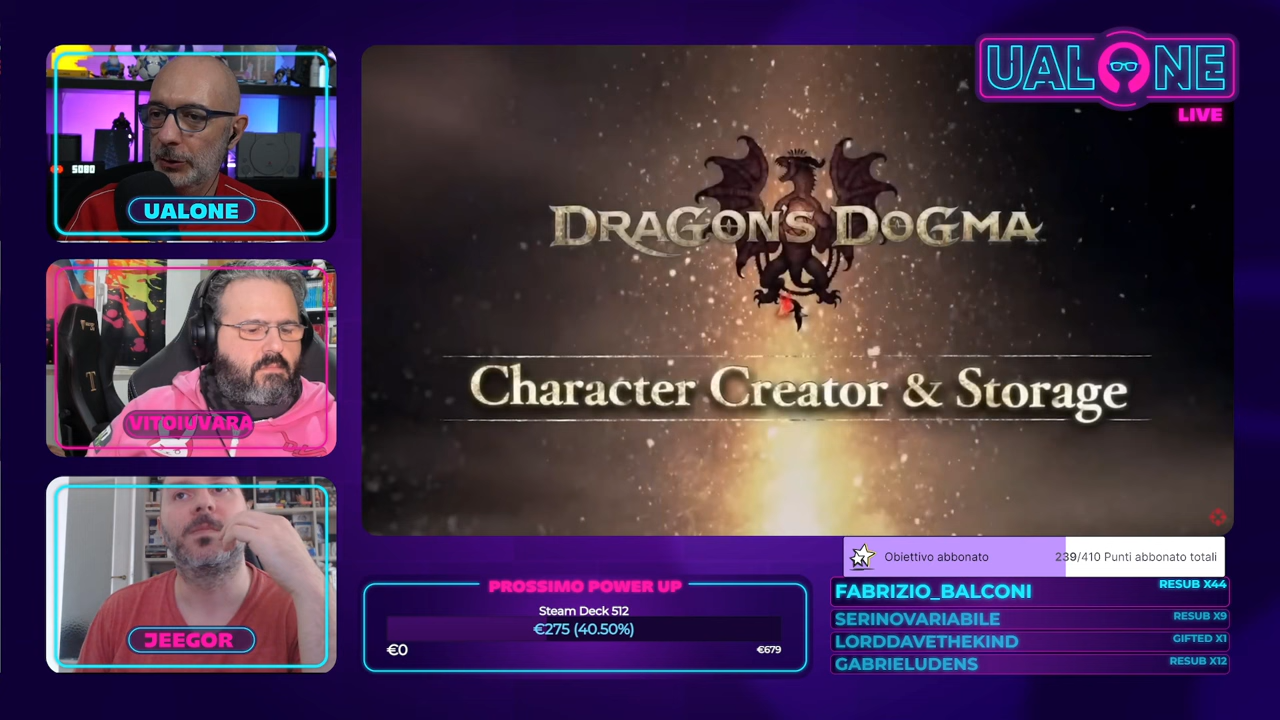 UALONE
LIVE
5080
UALONE
VITOIUVARA
JEEGOR
DRAGON'S DOGMA
Character Creator & Storage
Obiettivo abbonato
239/410 Punti abbonato totali
PROSSIMO POWER UP
Steam Deck 512
€275 (40.50%)
€0
€679
FABRIZIO_BALCONI
RESUB X44
SERINOVARIABILE
RESUB X9
LORDDAVETHEKIND
GIFTED X1
GABRIELUDENS
RESUB X12